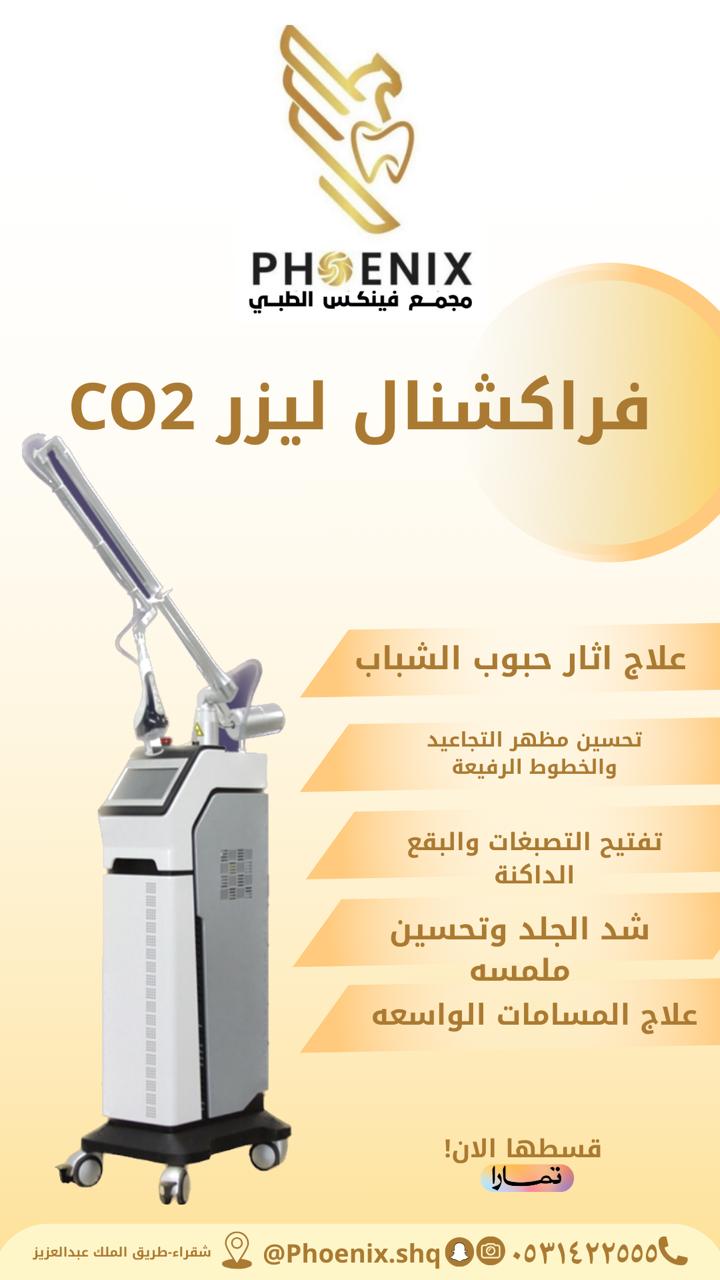 PHOENIX
مجمع فينكس الطبي
فراكشنال ليزر CO2
علاج اثار حبوب الشباب
تحسين مظهر التجاعيد
والخطوط الرفيعة
تفتيح التصبغات والبقع
الداكنة
شد الجلد وتحسين
ملمسه
علاج المسامات الواسعه
قسطها الان!
تمارا
٠٥٣١٤٢٢٥٥٥ @Phoenix.shq شقراء-طريق الملك عبدالعزيز